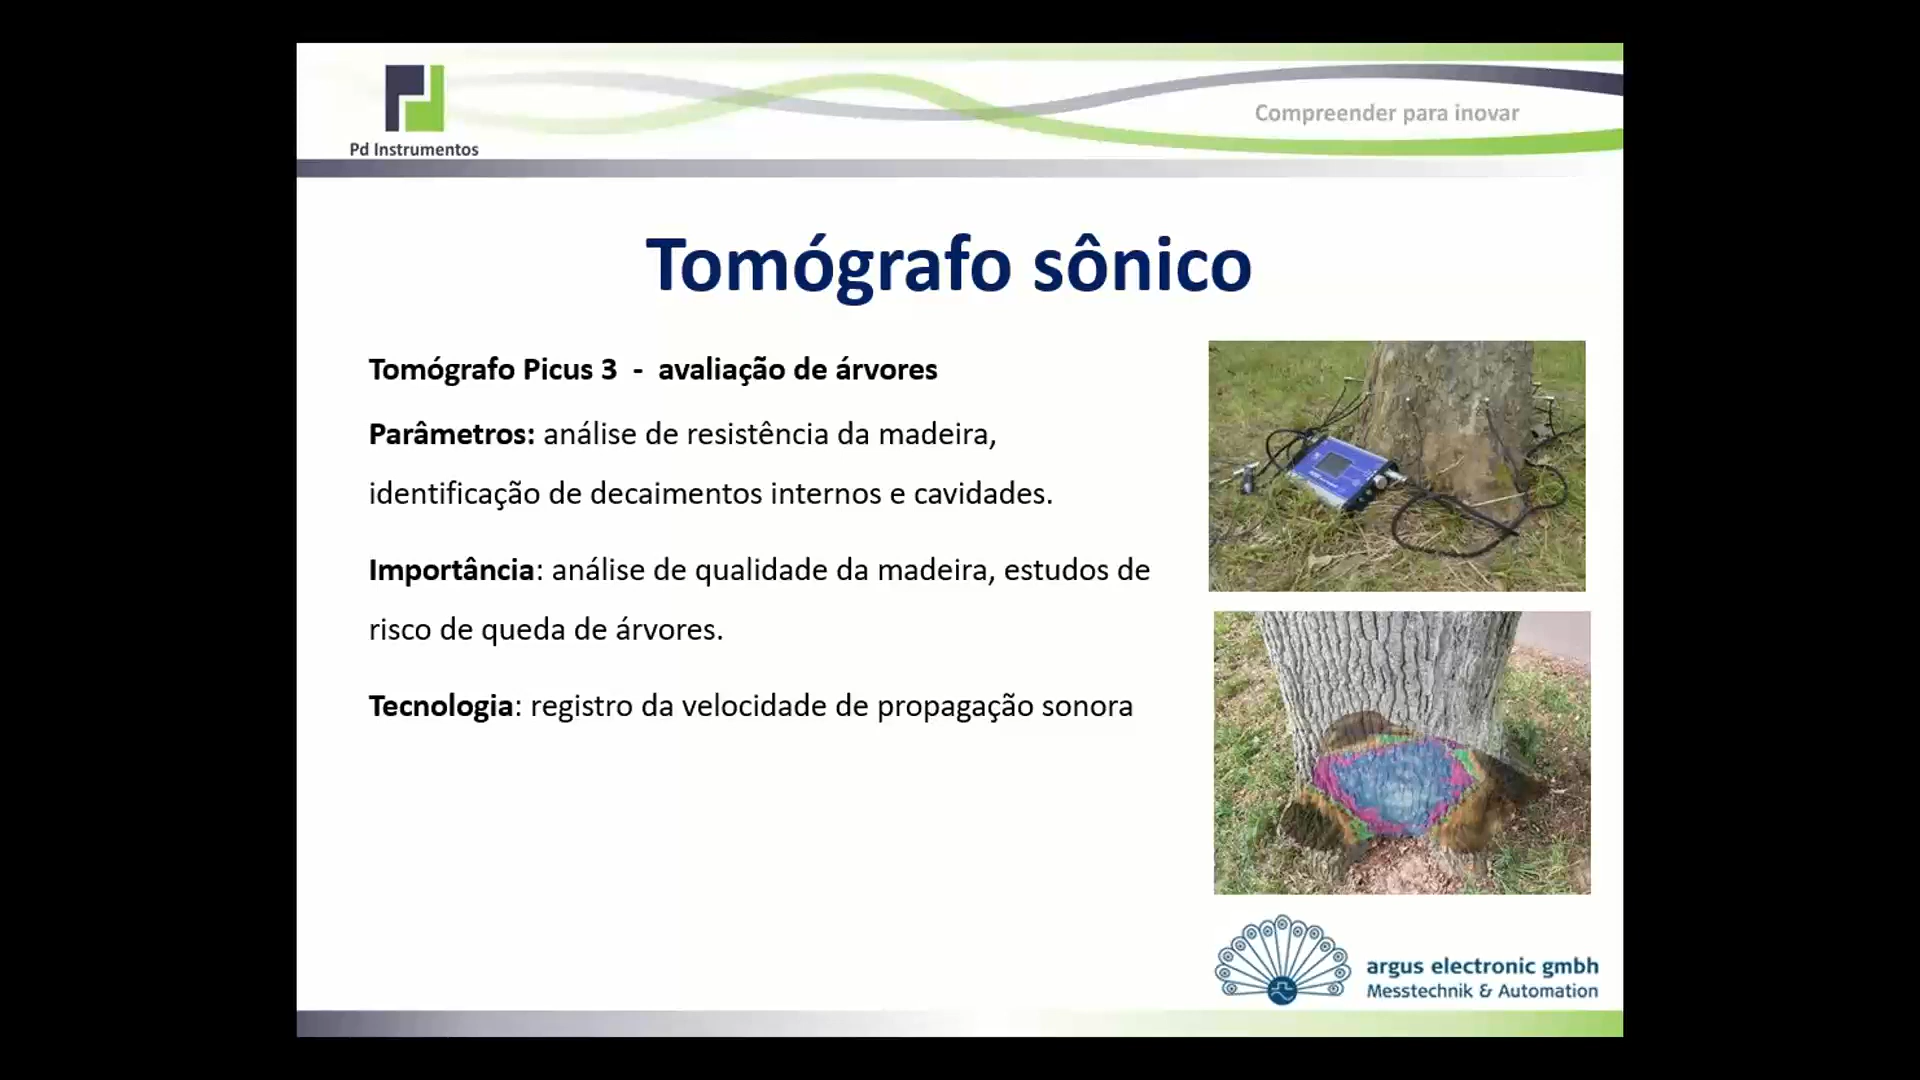 Pd Instrumentos
Compreender para inovar
Tomógrafo sônico
Tomógrafo Picus 3 - avaliação de árvores
Parâmetros: análise de resistência da madeira,
identificação de decaimentos internos e cavidades.
Importância: análise de qualidade da madeira, estudos de
risco de queda de árvores.
Tecnologia: registro da velocidade de propagação sonora
argus electronic gmbh
Messtechnik & Automation